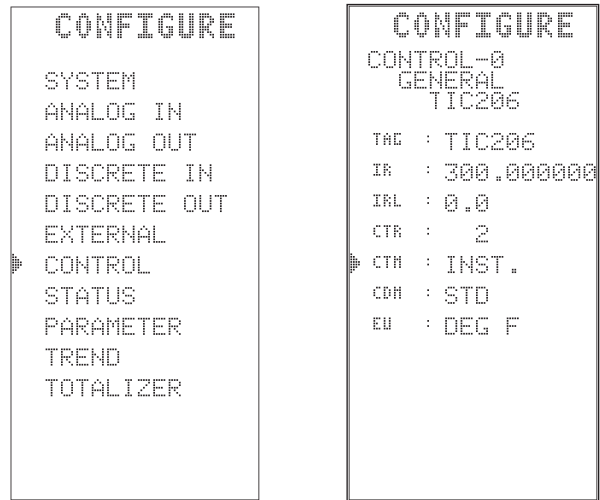 CONFIGURE
SYSTEM
ANALOG IN
ANALOG OUT
DISCRETE IN
DISCRETE OUT
EXTERNAL
CONTROL
STATUS
PARAMETER
TREND
TOTALIZER
CONFIGURE
CONTROL-0
GENERAL
TIC206
TAG : TIC206
IR : 300.000000
IRL : 0.0
CTR : 2
CTM : INST.
CDM : STD
EU : DEG F